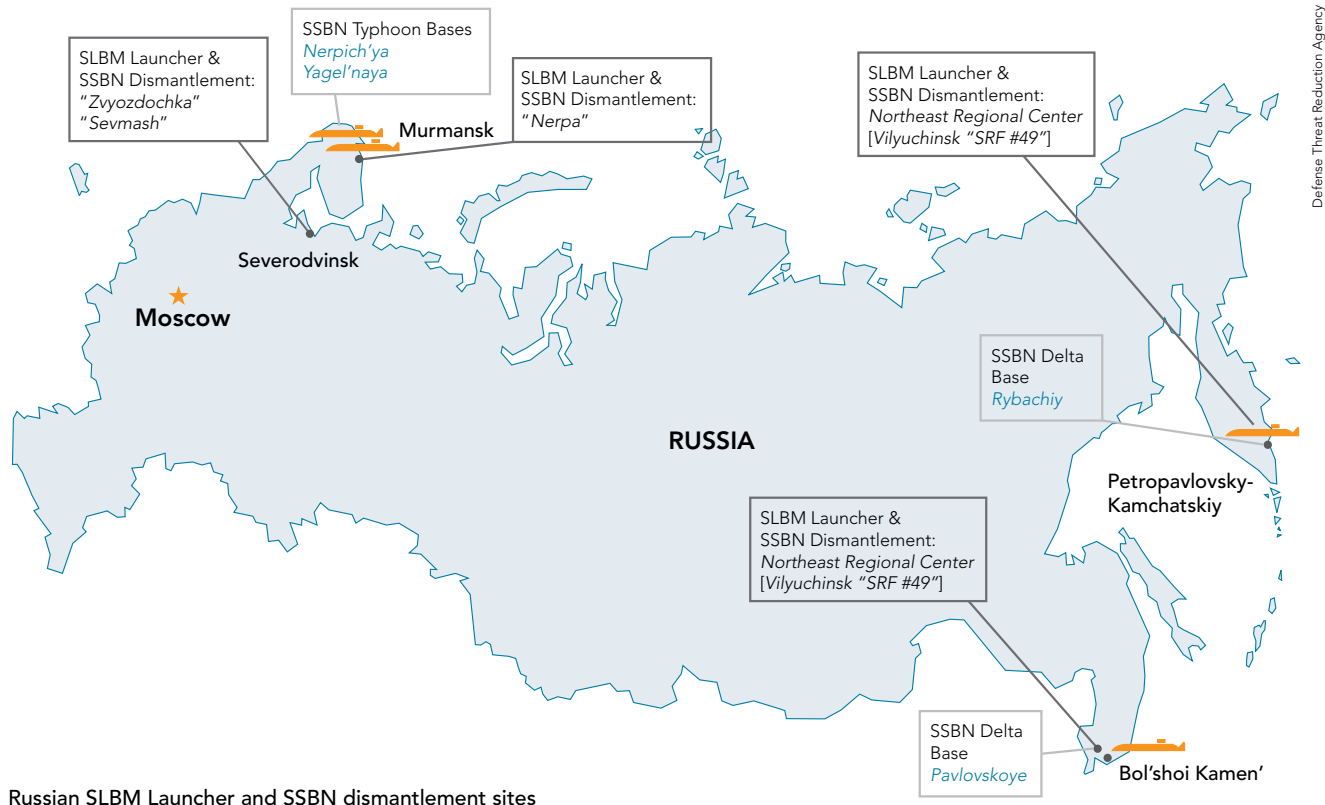 Defense Threat Reduction Agency
SSBN Typhoon Bases
Nerpich’ya
Yagel’naya
SLBM Launcher &
SSBN Dismantlement:
“Zvyozdochka”
“Sevmash”
SLBM Launcher &
SSBN Dismantlement:
“Nerpa”
SLBM Launcher &
SSBN Dismantlement:
Northeast Regional Center
[Vilyuchinsk “SRF #49”]
Murmansk
Severodvinsk
Moscow
SSBN Delta
Base
Rybachiy
RUSSIA
Petropavlovsky-
Kamchatskiy
SLBM Launcher &
SSBN Dismantlement:
Northeast Regional Center
[Vilyuchinsk “SRF #49”]
SSBN Delta
Base
Pavlovskoye
Bol’shoi Kamen’
Russian SLBM Launcher and SSBN dismantlement sites